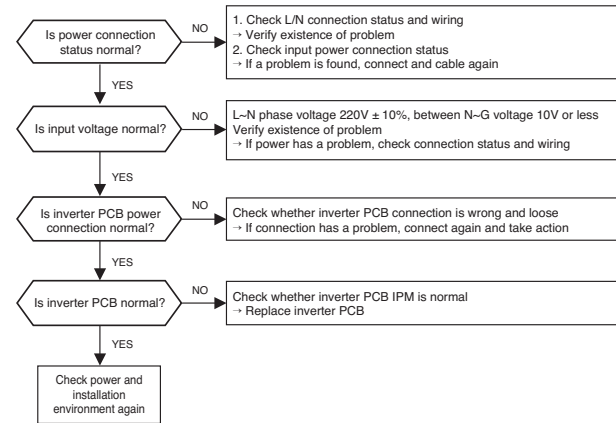 Is power connection
status normal?
NO
1. Check L/N connection status and wiring
→ Verify existence of problem
2. Check input power connection status
→ If a problem is found, connect and cable again
YES
Is input voltage normal?
NO
L~N phase voltage 220V ± 10%, between N~G voltage 10V or less
Verify existence of problem
→ If power has a problem, check connection status and wiring
YES
Is inverter PCB power
connection normal?
NO
Check whether inverter PCB connection is wrong and loose
→ If connection has a problem, connect again and take action
YES
Is inverter PCB normal?
NO
Check whether inverter PCB IPM is normal
→ Replace inverter PCB
YES
Check power and
installation
environment again